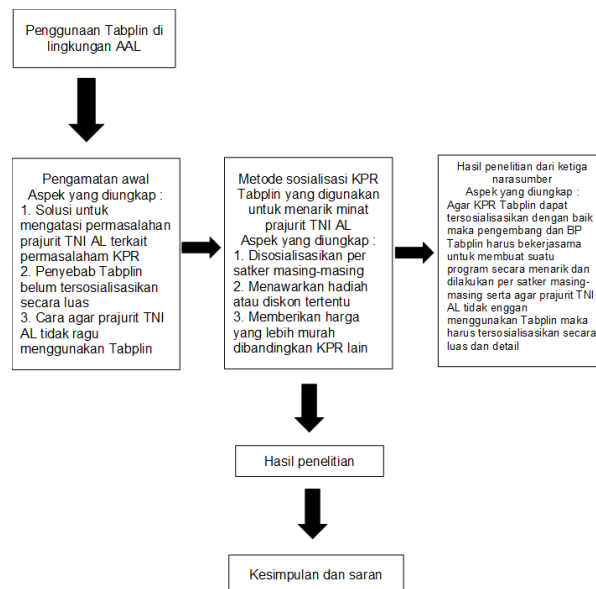 Penggunaan Tabplin di
lingkungan AAL
Pengamatan awal
Aspek yang diungkap :
1. Solusi untuk
mengatasi permasalahan
prajurit TNI AL terkait
permasalaham KPR
2. Penyebab Tabplin
belum tersosialisasikan
secara luas
3. Cara agar prajurit TNI
AL tidak ragu
menggunakan Tabplin
Metode sosialisasi KPR
Tabplin yang digunakan
untuk menarik minat
prajurit TNI AL
Aspek yang diungkap :
1. Disosialisasikan per
satker masing-masing
2. Menawarkan hadiah
atau diskon tertentu
3. Memberikan harga
yang lebih murah
dibandingkan KPR lain
Hasil penelitian dari ketiga
narasumber
Aspek yang diungkap :
Agar KPR Tabplin dapat
tersosialisasikan dengan baik
maka pengembang dan BP
Tabplin harus bekerjasama
untuk membuat suatu
program secara menarik dan
dilakukan per satker masing-
masing serta agar prajurit TNI
AL tidak enggan
menggunakan Tabplin maka
harus tersosialisasikan secara
luas dan detail
Hasil penelitian
Kesimpulan dan saran